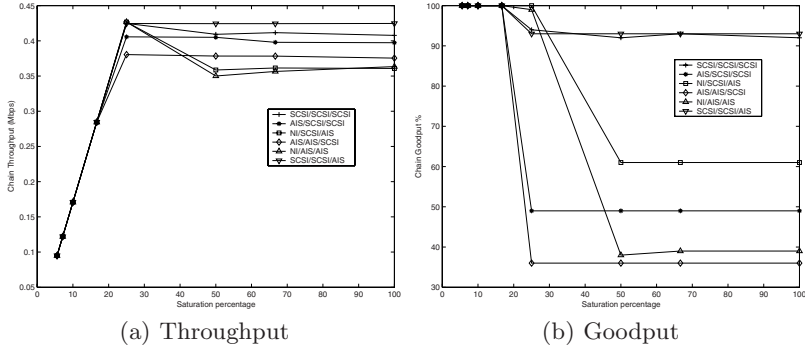 0.45
0.4
0.35
0.3
0.25
0.2
0.15
0.1
0.05
Chain Throughput (Mbps)
0 10 20 30 40 50 60 70 80 90 100
Saturation percentage
SCSI/SCSI/SCSI
AIS/SCSI/SCSI
NI/SCSI/AIS
AIS/AIS/SCSI
NI/AIS/AIS
SCSI/SCSI/AIS
(a) Throughput
100
90
80
70
60
50
40
30
Chain Goodput %
0 10 20 30 40 50 60 70 80 90 100
Saturation percentage
SCSI/SCSI/SCSI
AIS/SCSI/SCSI
NI/SCSI/AIS
AIS/AIS/SCSI
NI/AIS/AIS
SCSI/SCSI/AIS
(b) Goodput